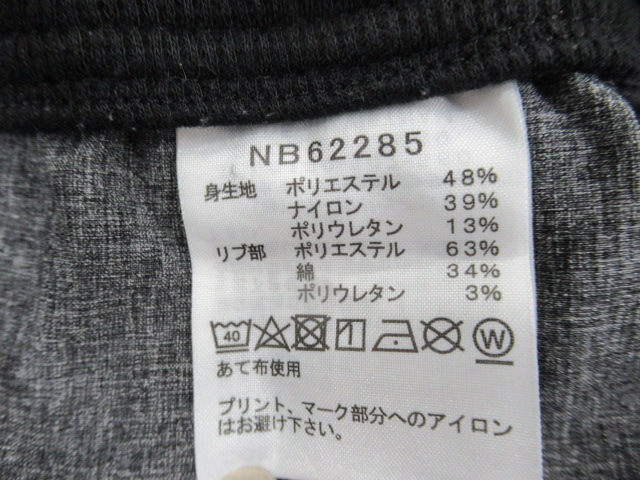 NB62285
身生地 ポリエステル 48%
ナイロン 39%
ポリウレタン 13%
リブ部 ポリエステル 63%
綿 34%
ポリウレタン 3%
40 W
あて布使用
プリント、マーク部分へのアイロン
はお避け下さい。